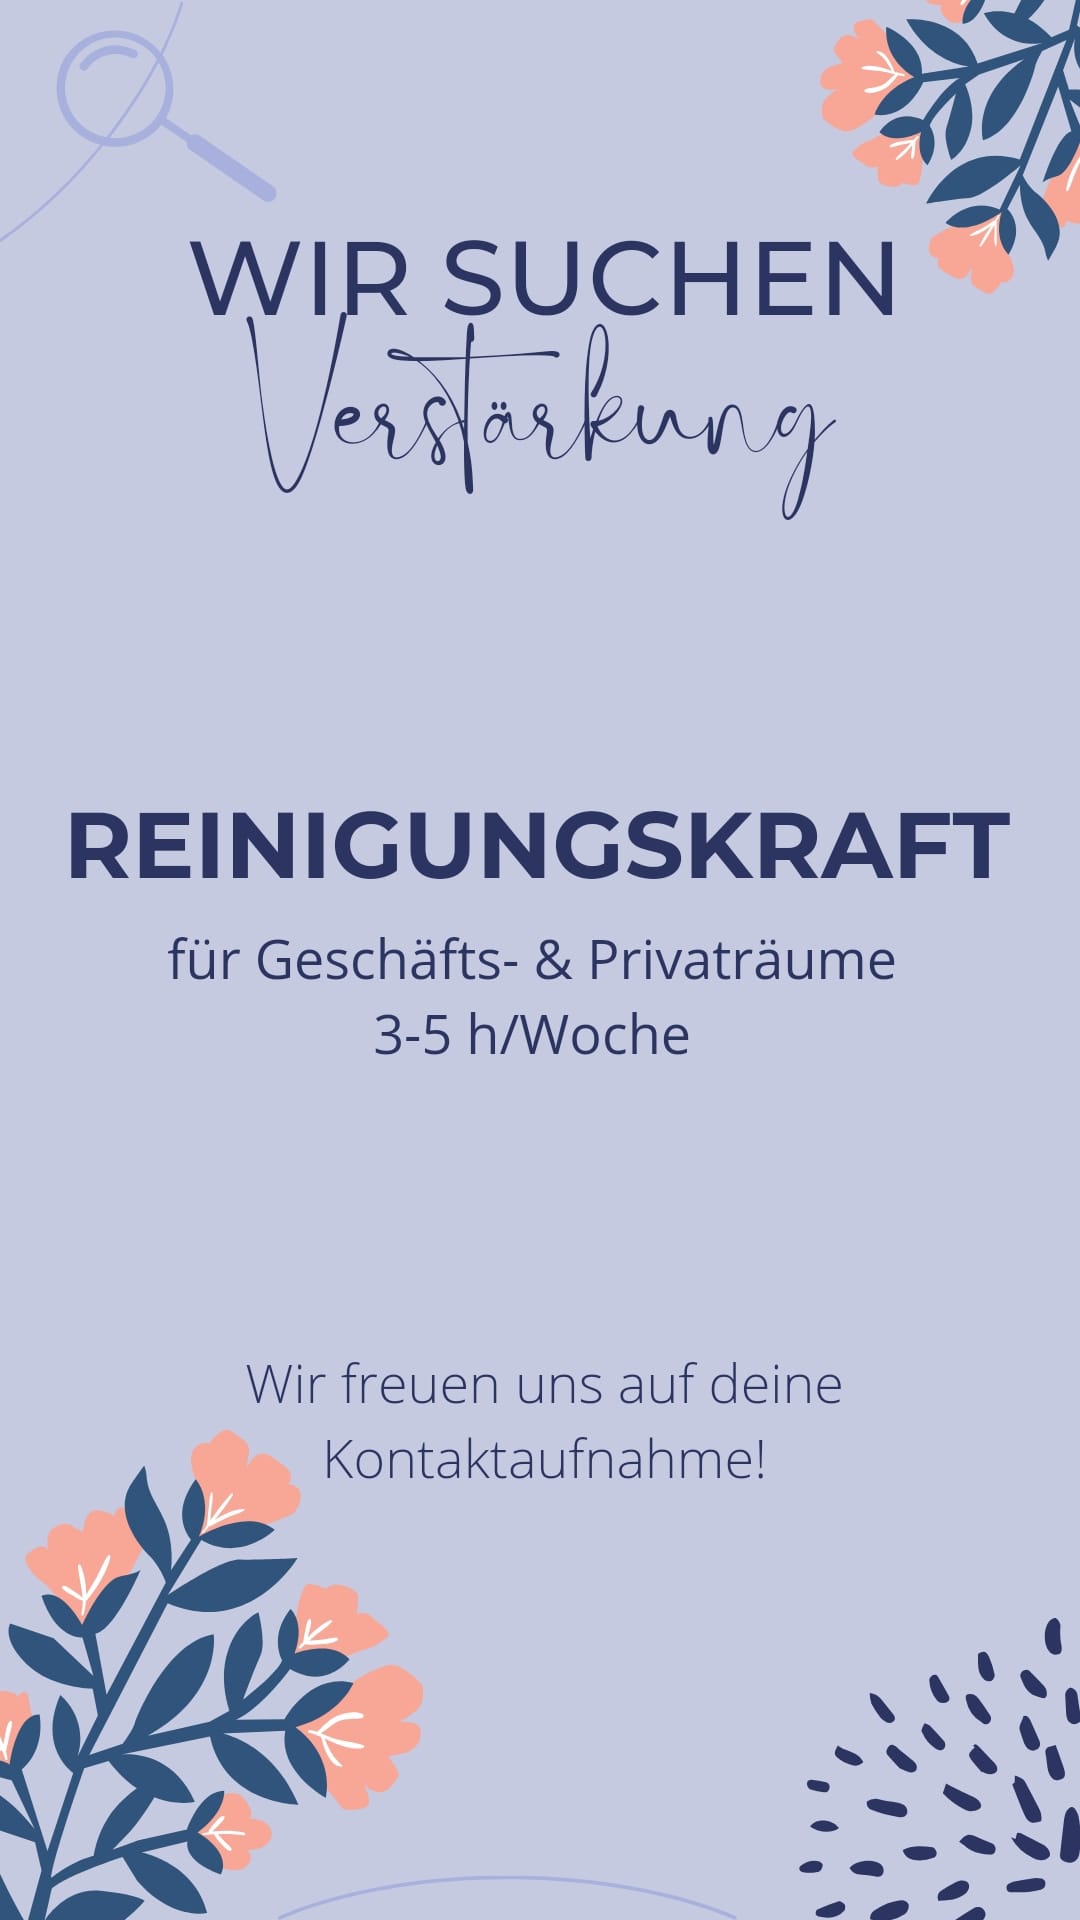 WIR SUCHEN
Verstärkung
REINIGUNGSKRAFT
für Geschäfts- & Privaträume
3-5 h/Woche
Wir freuen uns auf deine
Kontaktaufnahme!